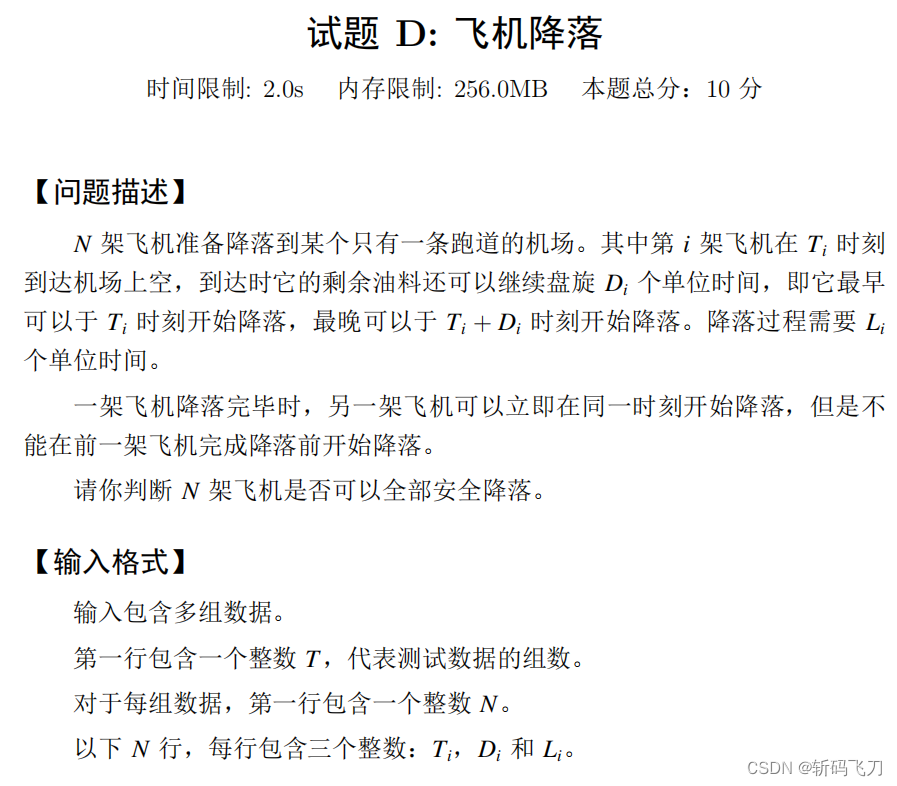 试题 D: 飞机降落
时间限制: 2.0s 内存限制: 256.0MB 本题总分：10 分
【问题描述】
N 架飞机准备降落到某个只有一条跑道的机场。其中第 i 架飞机在 Ti 时刻
到达机场上空，到达时它的剩余油料还可以继续盘旋 Di 个单位时间，即它最早
可以于 Ti 时刻开始降落，最晚可以于 Ti + Di 时刻开始降落。降落过程需要 Li
个单位时间。
一架飞机降落完毕时，另一架飞机可以立即在同一时刻开始降落，但是不
能在前一架飞机完成降落前开始降落。
请你判断 N 架飞机是否可以全部安全降落。
【输入格式】
输入包含多组数据。
第一行包含一个整数 T，代表测试数据的组数。
对于每组数据，第一行包含一个整数 N。
以下 N 行，每行包含三个整数：Ti，Di 和 Li。
CSDN @斩码飞刀